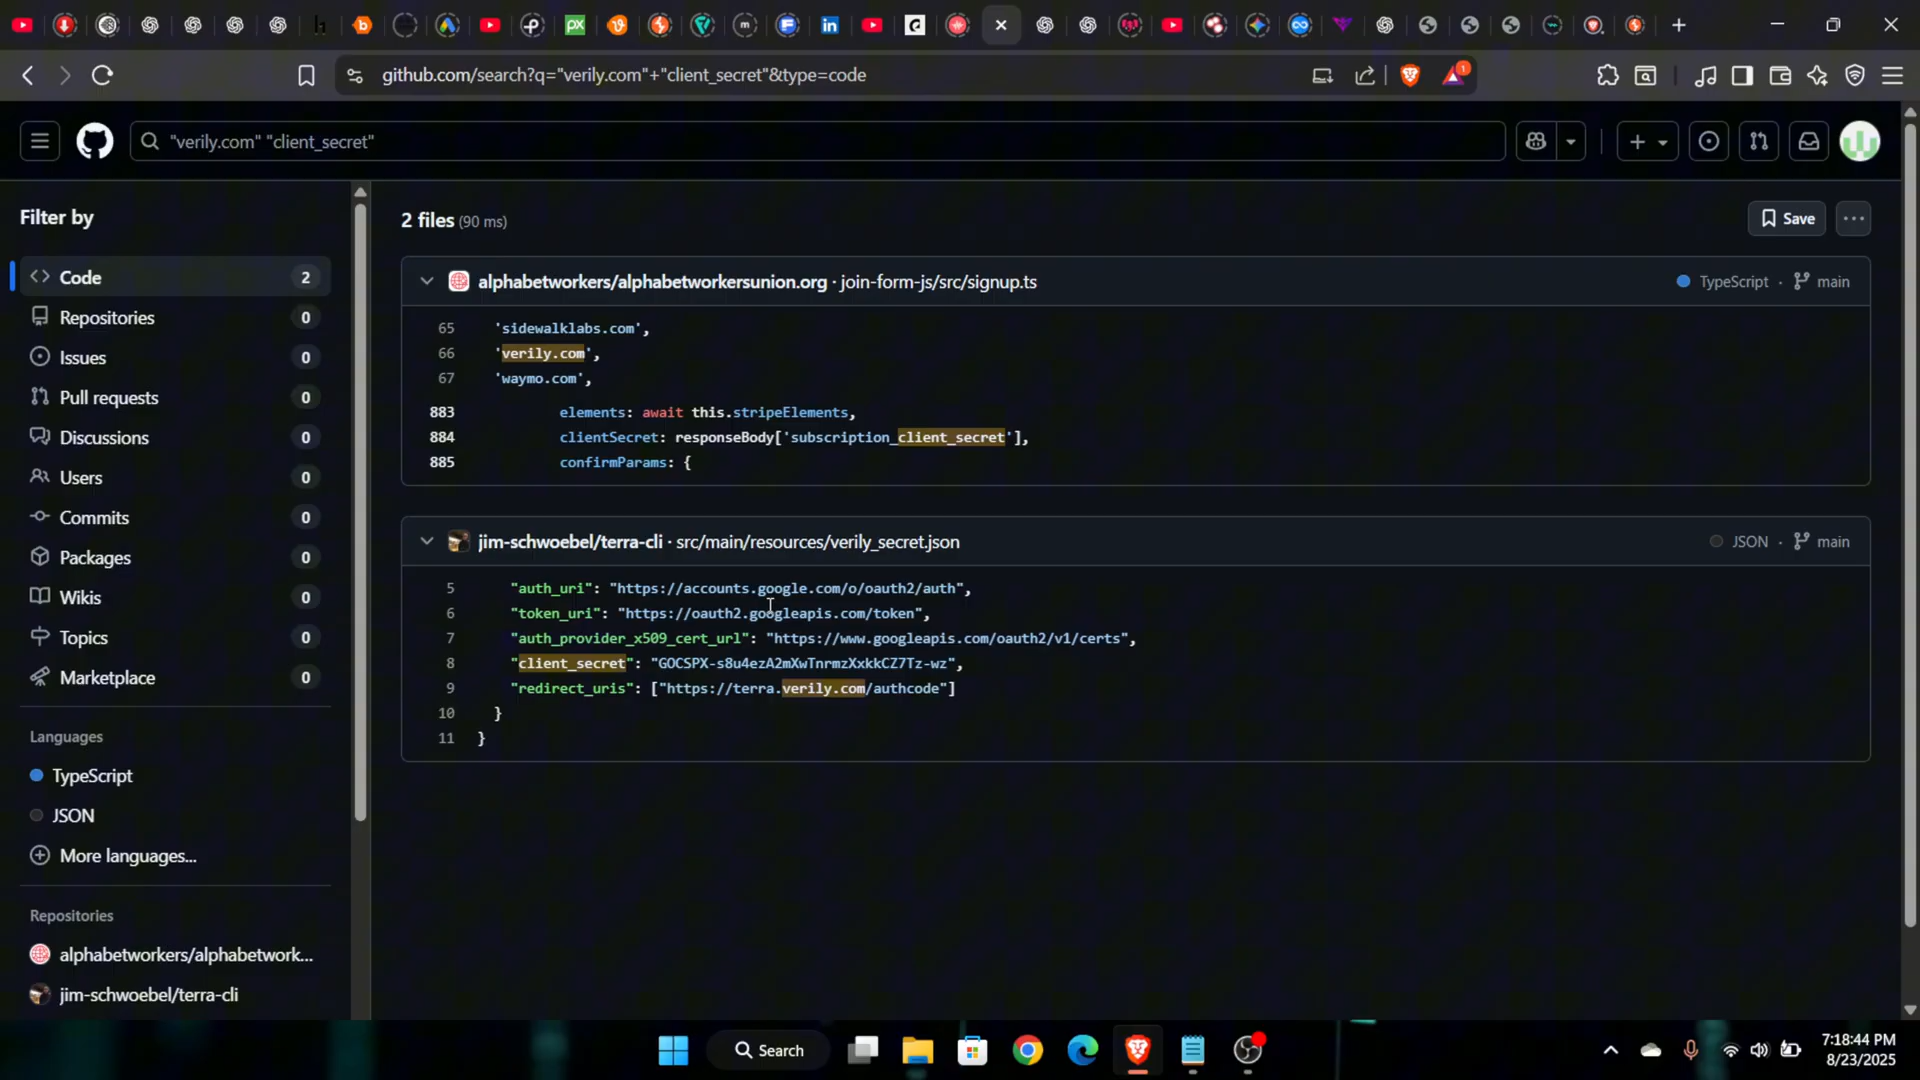 github.com/search?q="verily.com"+"client_secret"&type=code
1
"verily.com" "client_secret"
Filter by
Code 2
Repositories 0
Issues 0
Pull requests 0
Discussions 0
Users 0
Commits 0
Packages 0
Wikis 0
Topics 0
Marketplace 0
Languages
TypeScript
JSON
More languages...
Repositories
alphabetworkers/alphabetwork...
jim-schwoebel/terra-cli
2 files (90 ms)
Save
alphabetworkers/alphabetworkersunion.org · join-form-js/src/signup.ts
TypeScript · main
65 'sidewalklabs.com',
66 'verily.com',
67 'waymo.com',
883 elements: await this.stripeElements,
884 clientSecret: responseBody['subscription_client_secret'],
885 confirmParams: {
jim-schwoebel/terra-cli · src/main/resources/verily_secret.json
JSON · main
5 "auth_uri": "https://accounts.google.com/o/oauth2/auth",
6 "token_uri": "https://oauth2.googleapis.com/token",
7 "auth_provider_x509_cert_url": "https://www.googleapis.com/oauth2/v1/certs",
8 "client_secret": "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",
9 "redirect_uris": ["https://terra.verily.com/authcode"]
10 }
11 }
Search
7:18:44 PM
8/23/2025